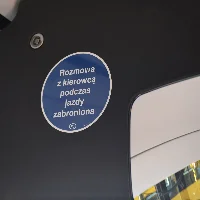 Rozmowa
z kierowcą
podczas
jazdy
zabroniona